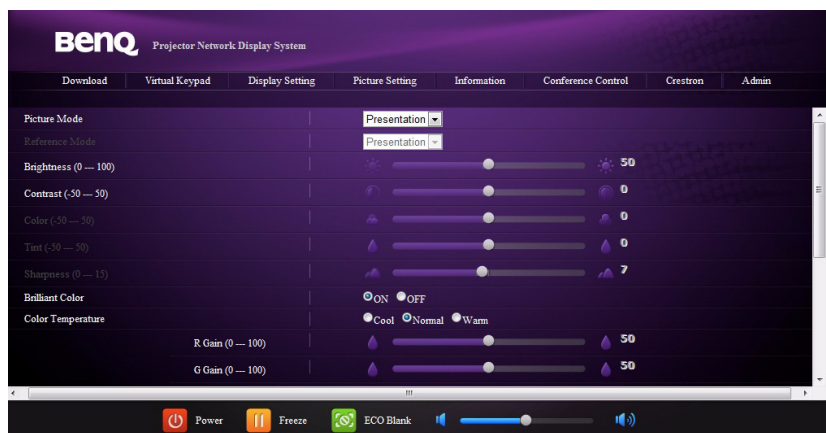 BenQ Projector Network Display System
Download Virtual Keypad Display Setting Picture Setting Information Conference Control Crestron Admin
Picture Mode Presentation
Reference Mode Presentation
Brightness (0 --- 100) 50
Contrast (-50 --- 50) 0
Color (-50 --- 50) 0
Tint (-50 --- 50) 0
Sharpness (0 --- 15) 7
Brilliant Color ON OFF
Color Temperature Cool Normal Warm
R Gain (0 --- 100) 50
G Gain (0 --- 100) 50
Power Freeze ECO Blank